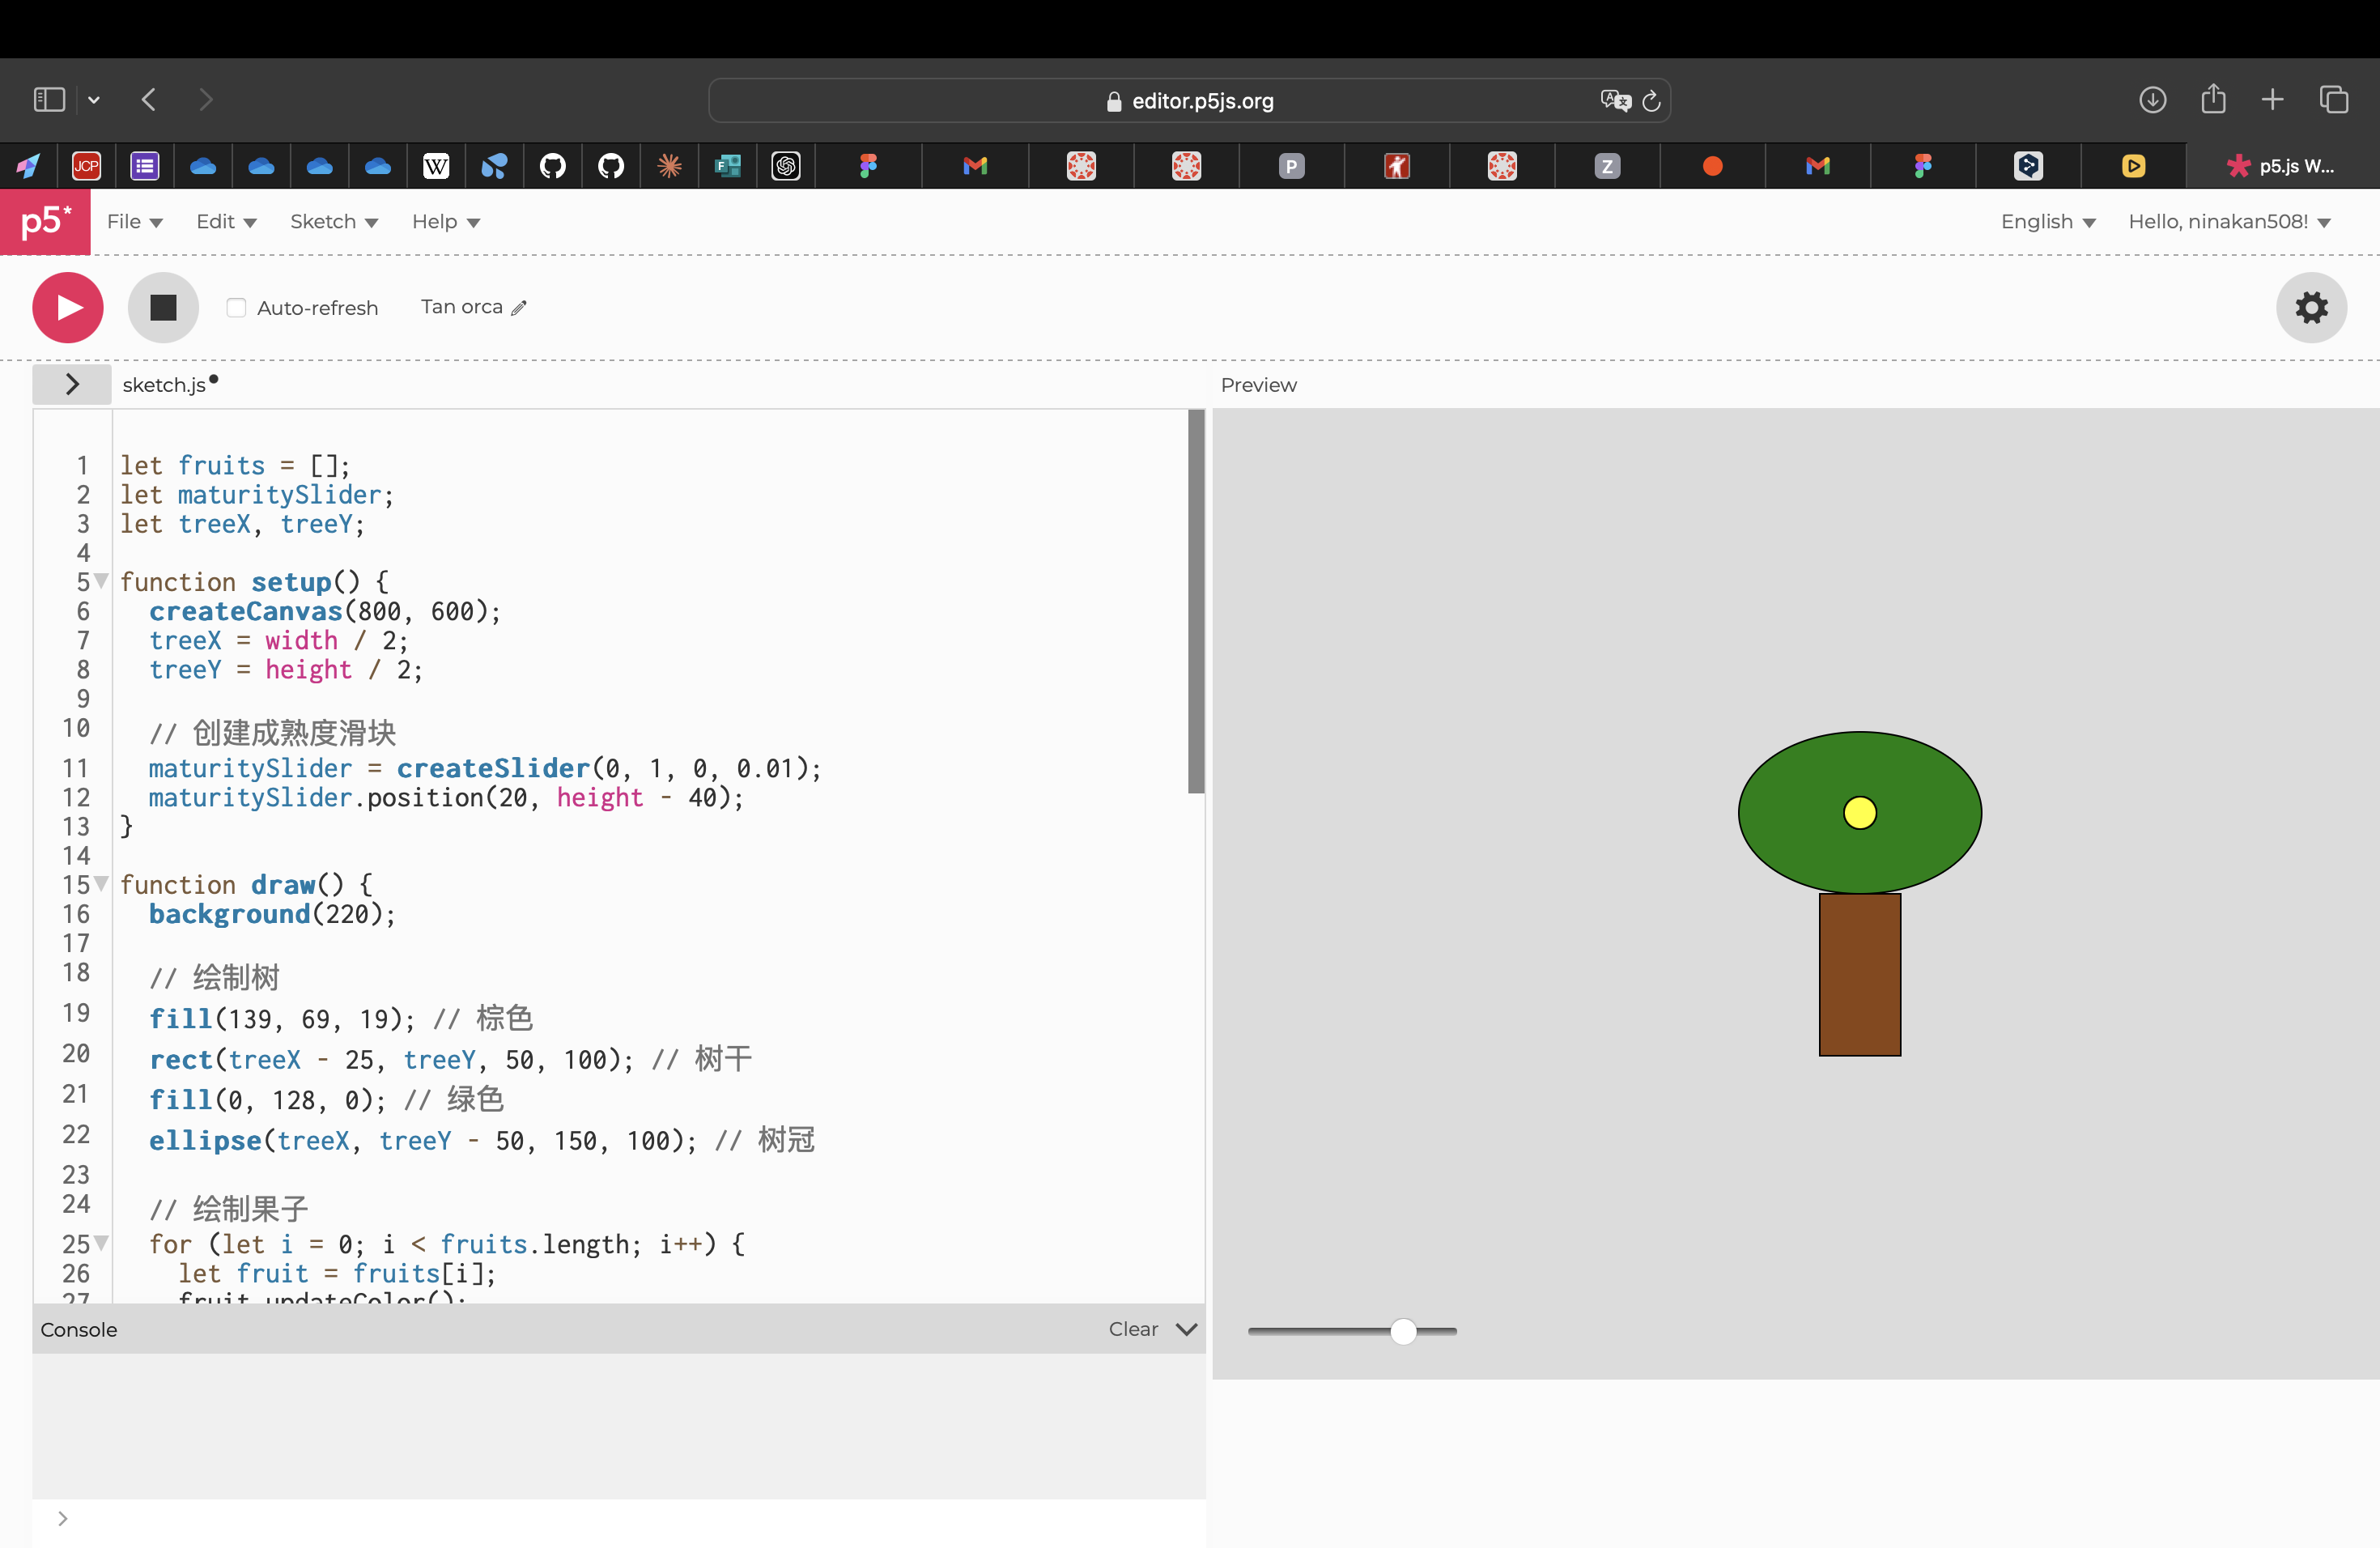 editor.p5js.org
JCP
W
F
P
Z
p5.js W...
p5* File Edit Sketch Help English Hello, ninakan508!
Auto-refresh Tan orca
sketch.js
Preview
1 let fruits = [];
2 let maturitySlider;
3 let treeX, treeY;
4
5 function setup() {
6 createCanvas(800, 600);
7 treeX = width / 2;
8 treeY = height / 2;
9
10 // 创建成熟度滑块
11 maturitySlider = createSlider(0, 1, 0, 0.01);
12 maturitySlider.position(20, height - 40);
13 }
14
15 function draw() {
16 background(220);
17
18 // 绘制树
19 fill(139, 69, 19); // 棕色
20 rect(treeX - 25, treeY, 50, 100); // 树干
21 fill(0, 128, 0); // 绿色
22 ellipse(treeX, treeY - 50, 150, 100); // 树冠
23
24 // 绘制果子
25 for (let i = 0; i < fruits.length; i++) {
26 let fruit = fruits[i];
27 fruit.updateColor();
Console Clear
>